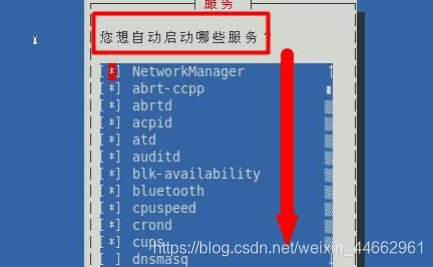 服务
您想自动启动哪些服务？
[*] NetworkManager
[*] abrt-ccpp
[*] abrtd
[*] acpid
[*] atd
[*] auditd
[*] blk-availability
[*] bluetooth
[*] cpuspeed
[*] crond
[*] cups
[ ] dnsmasq
https://blog.csdn.net/weixin_44662961